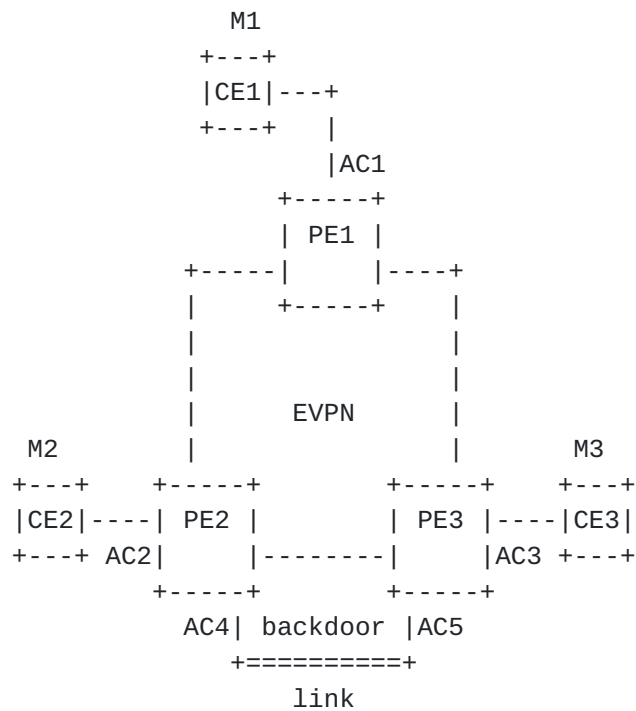 M1
+---+
|CE1|---+
+---+   |
|AC1
+-----+
| PE1 |
+-----|     |----+
|     +-----+    |
|                |
|                |
|      EVPN      |
M2        |                |       M3
+---+    +-----+        +-----+    +---+
|CE2|----| PE2 |        | PE3 |----|CE3|
+---+ AC2|     |--------|     |AC3 +---+
+-----+        +-----+
AC4| backdoor |AC5
+==========+
link